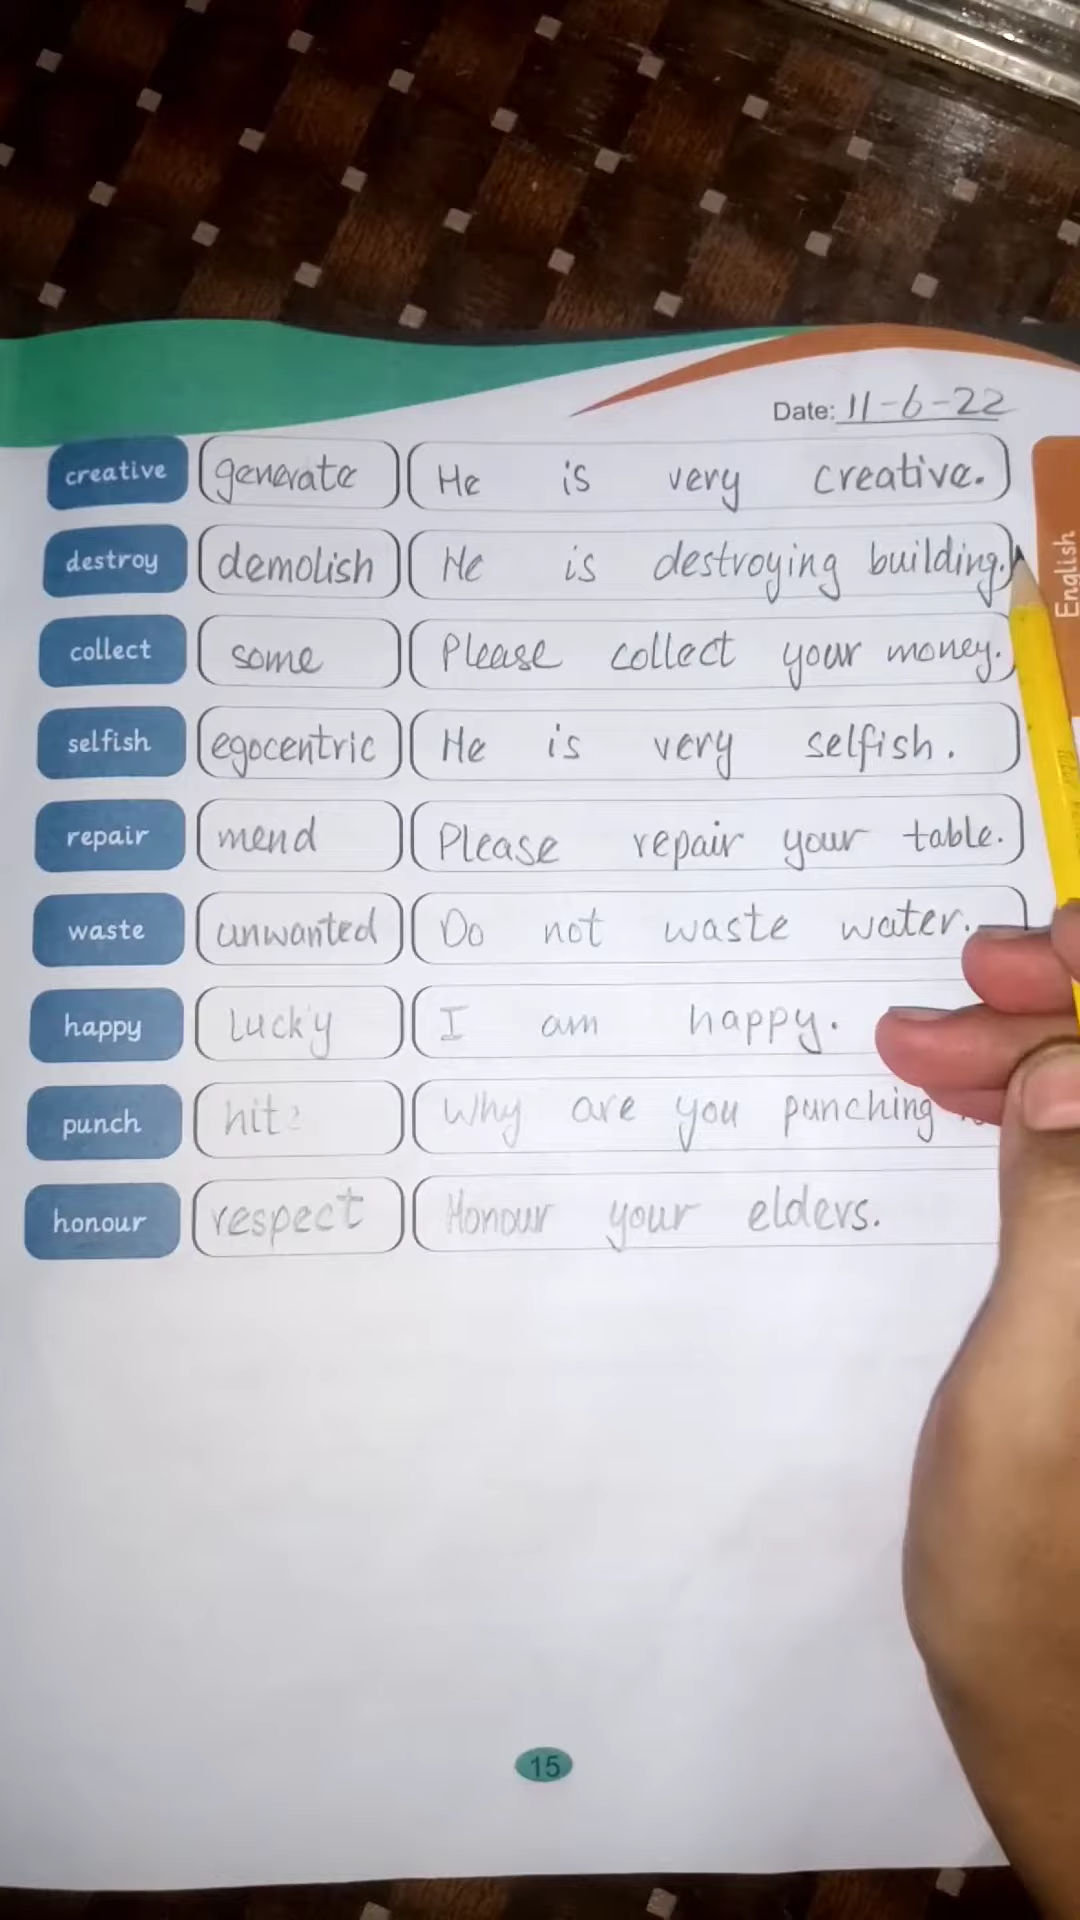 Date: 11-6-22
English
creative generate He is very creative.
destroy demolish He is destroying building.
collect some Please collect your money.
selfish egocentric He is very selfish.
repair mend Please repair your table.
waste unwanted Do not waste water.
happy lucky I am happy.
punch hit Why are you punching
honour respect Honour your elders.
15